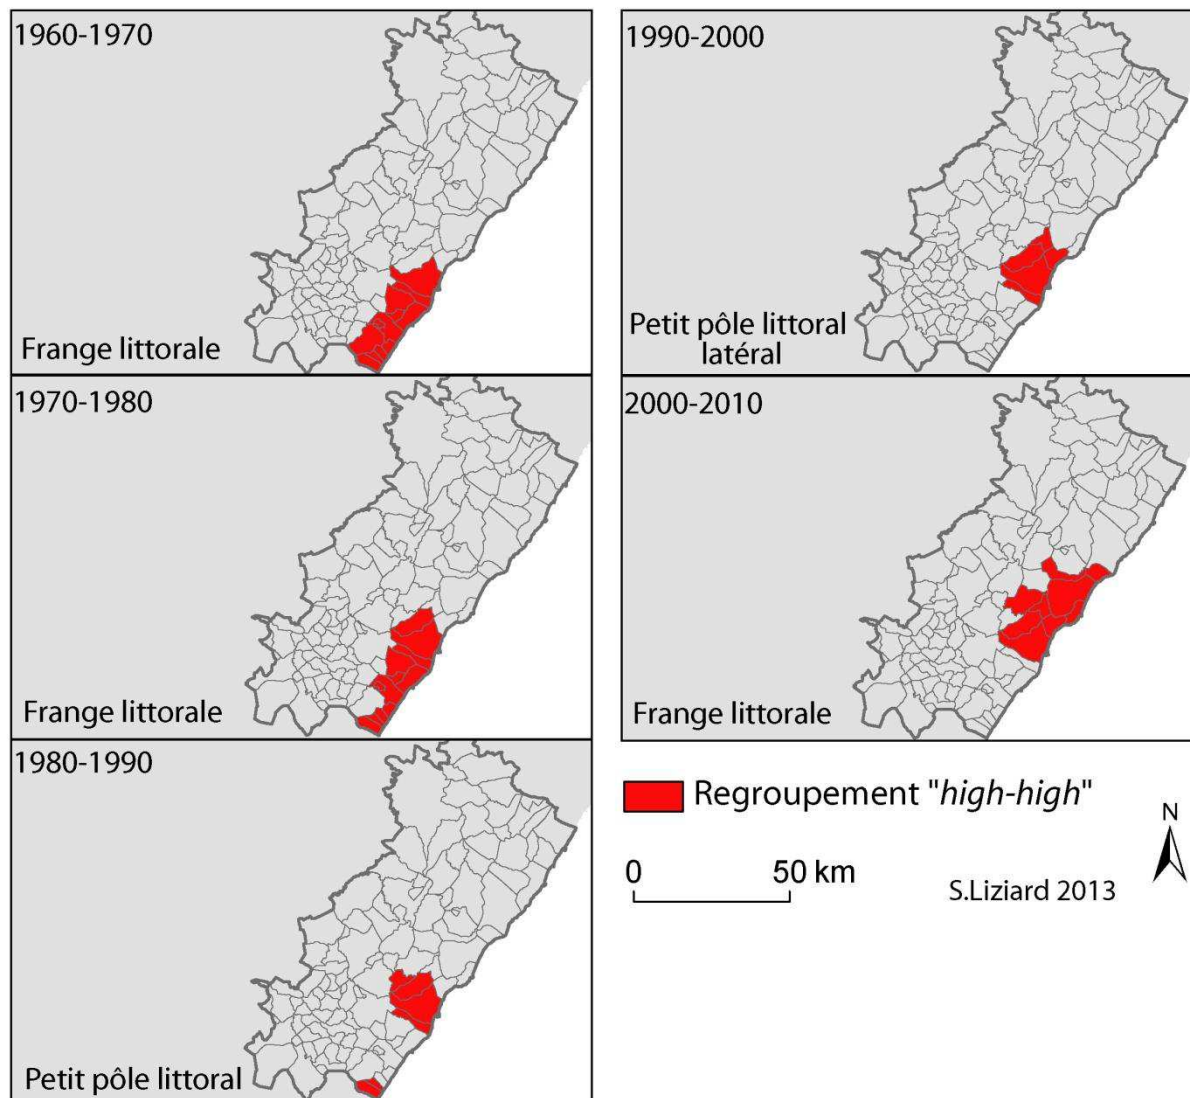 1960-1970
Frange littorale
1970-1980
Frange littorale
1980-1990
Petit pôle littoral
1990-2000
Petit pôle littoral
latéral
2000-2010
Frange littorale
Regroupement "high-high"
0 50 km
S.Liziard 2013
N